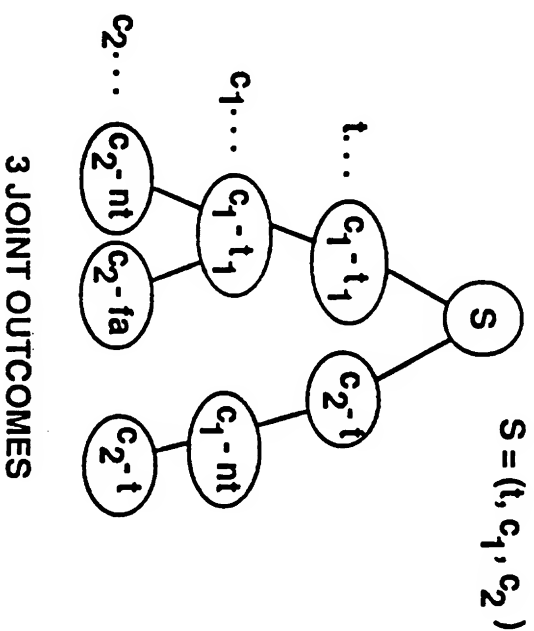 S = (t, c₁, c₂)
S
t... c₁-t₁ c₂-t
c₁... c₁-t₁ c₁-nt
c₂... c₂-nt c₂-fa c₂-t
3 JOINT OUTCOMES